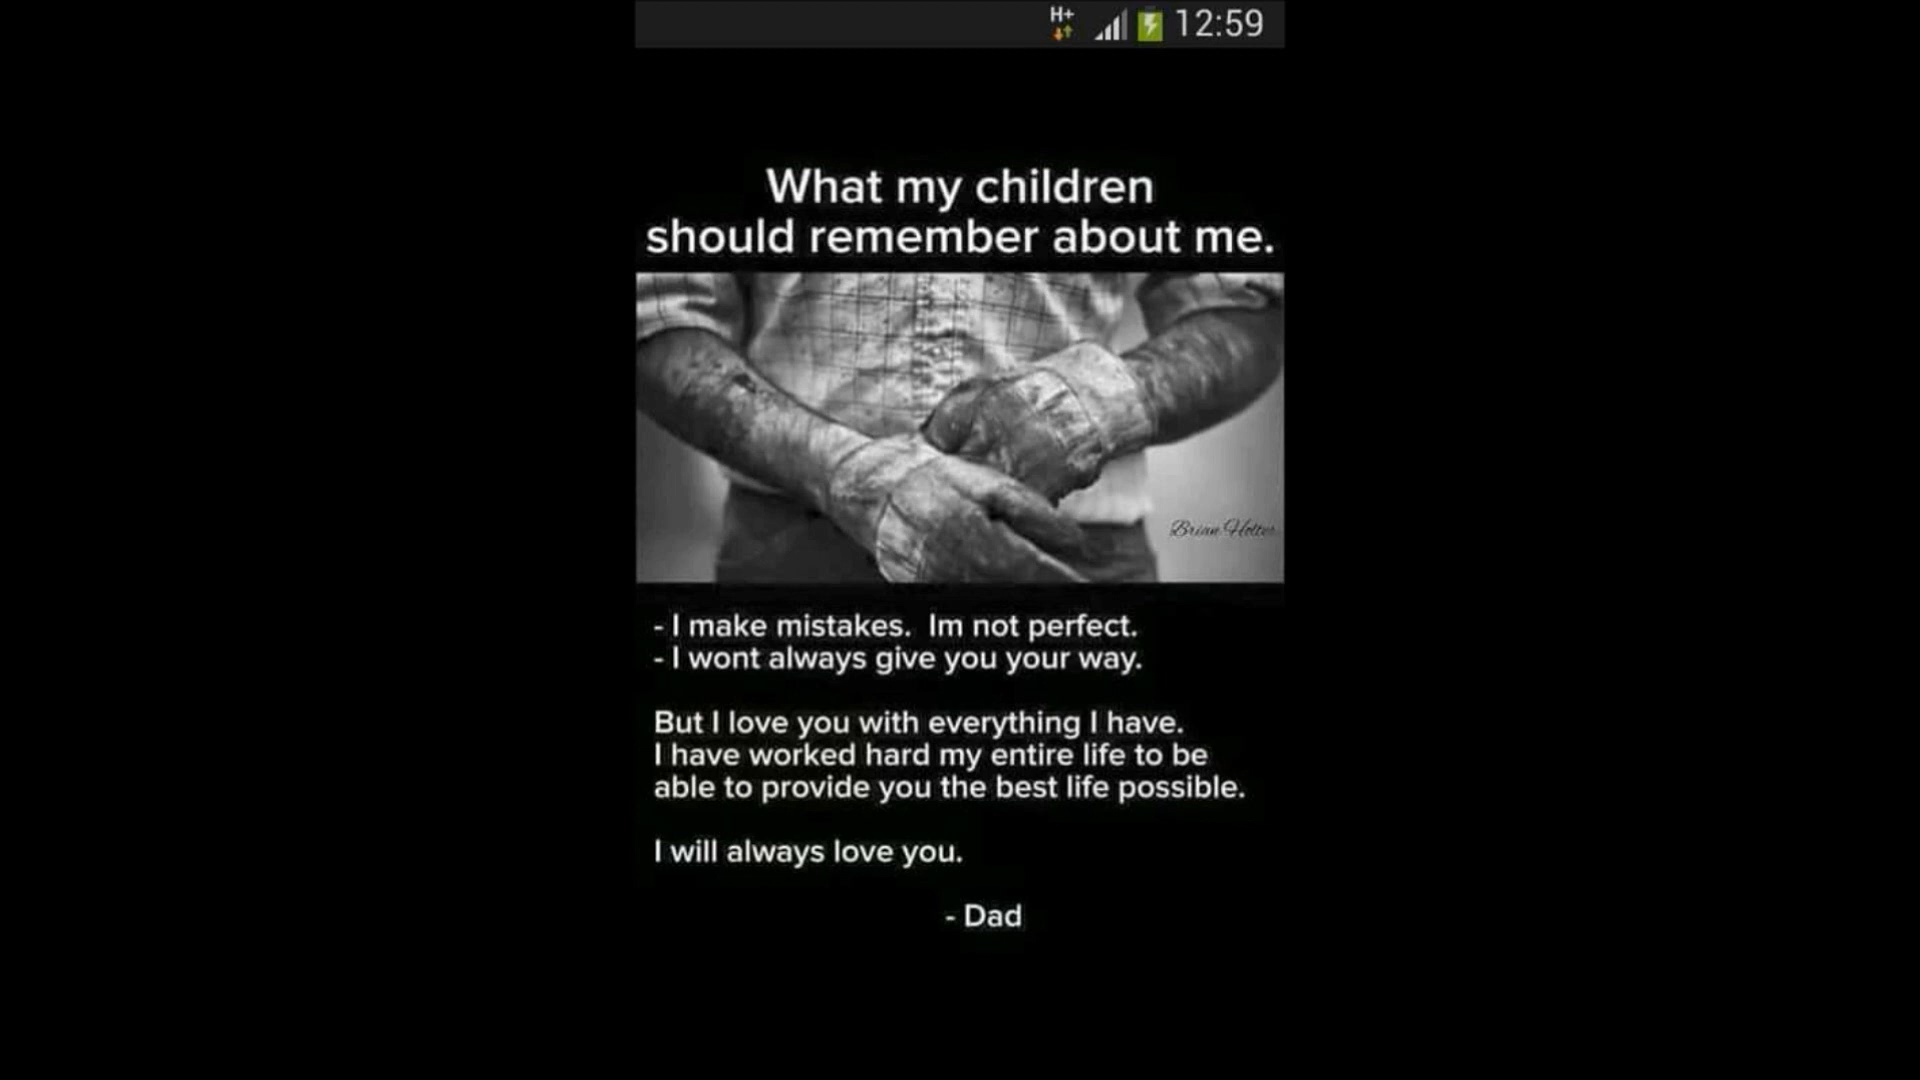 H+ 12:59
What my children
should remember about me.
Brian Holter
- I make mistakes. Im not perfect.
- I wont always give you your way.
But I love you with everything I have.
I have worked hard my entire life to be
able to provide you the best life possible.
I will always love you.
- Dad